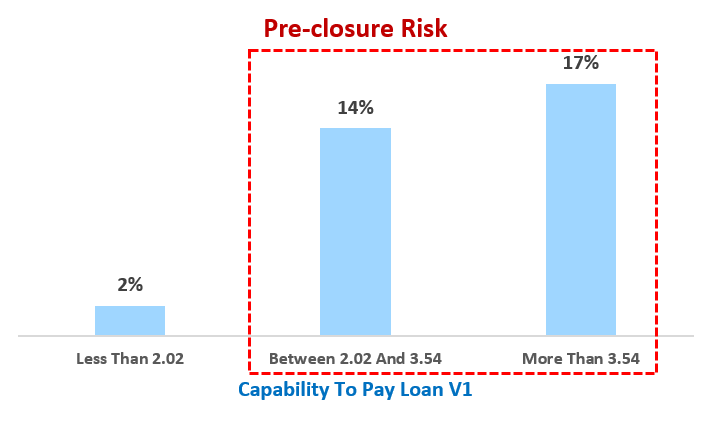 Pre-closure Risk
17%
14%
2%
Less Than 2.02
Between 2.02 And 3.54
More Than 3.54
Capability To Pay Loan V1